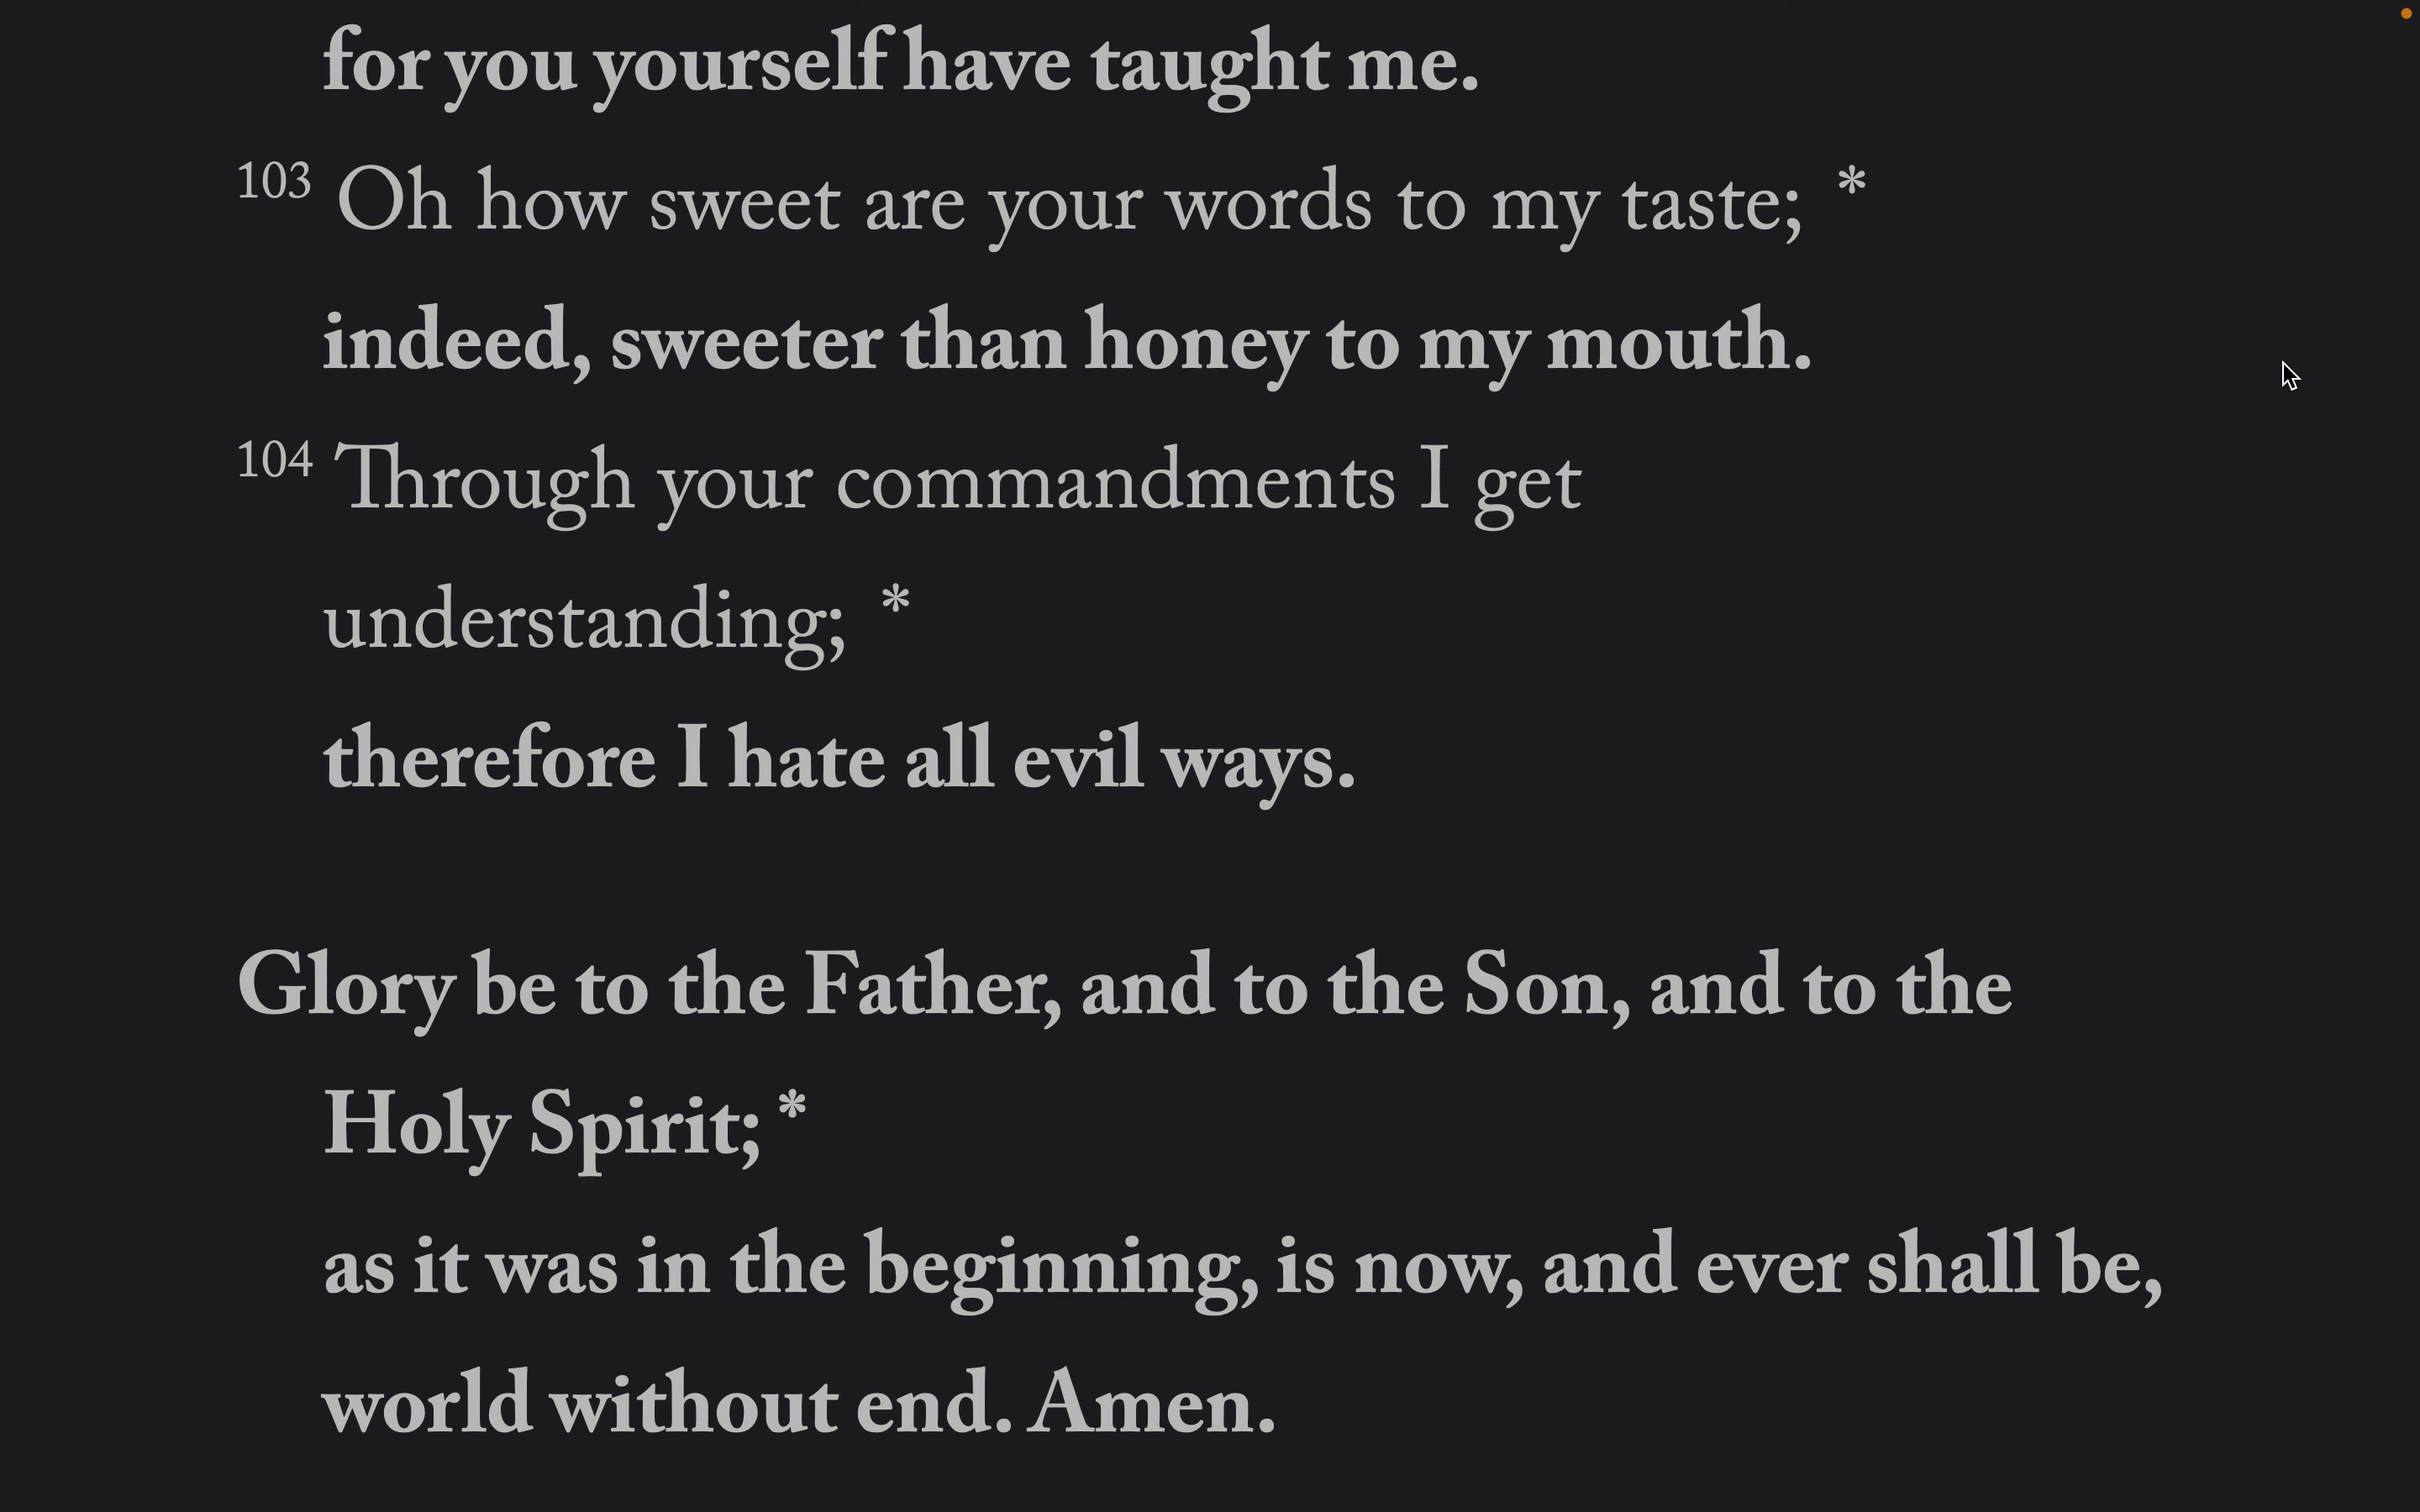 for you yourself have taught me.
103 Oh how sweet are your words to my taste; *
indeed, sweeter than honey to my mouth.
104 Through your commandments I get
understanding; *
therefore I hate all evil ways.
Glory be to the Father, and to the Son, and to the
Holy Spirit;*
as it was in the beginning, is now, and ever shall be,
world without end. Amen.